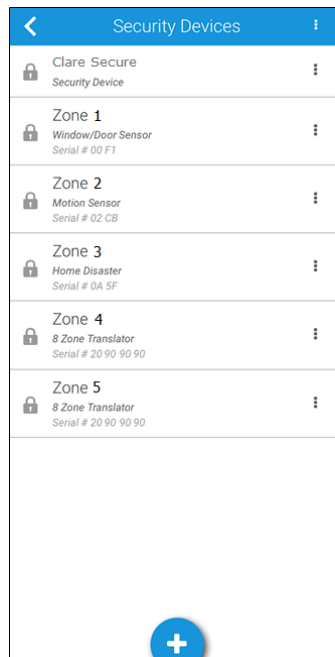 Security Devices
Clare Secure
Security Device
Zone 1
Window/Door Sensor
Serial # 00 F1
Zone 2
Motion Sensor
Serial # 02 CB
Zone 3
Home Disaster
Serial # 0A 5F
Zone 4
8 Zone Translator
Serial # 20 90 90 90
Zone 5
8 Zone Translator
Serial # 20 90 90 90